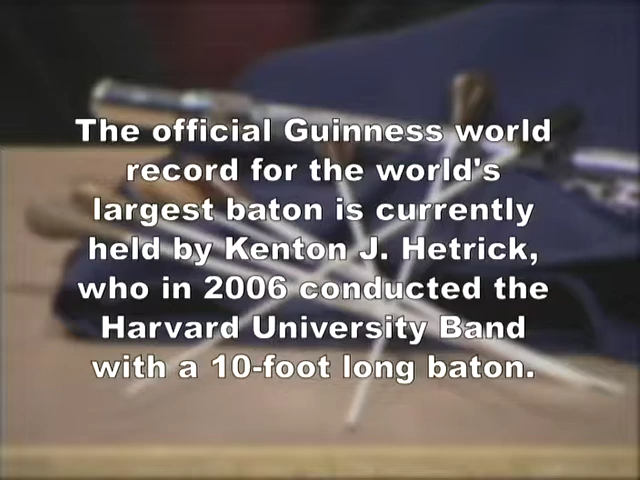 The official Guinness world
record for the world's
largest baton is currently
held by Kenton J. Hetrick,
who in 2006 conducted the
Harvard University Band
with a 10-foot long baton.